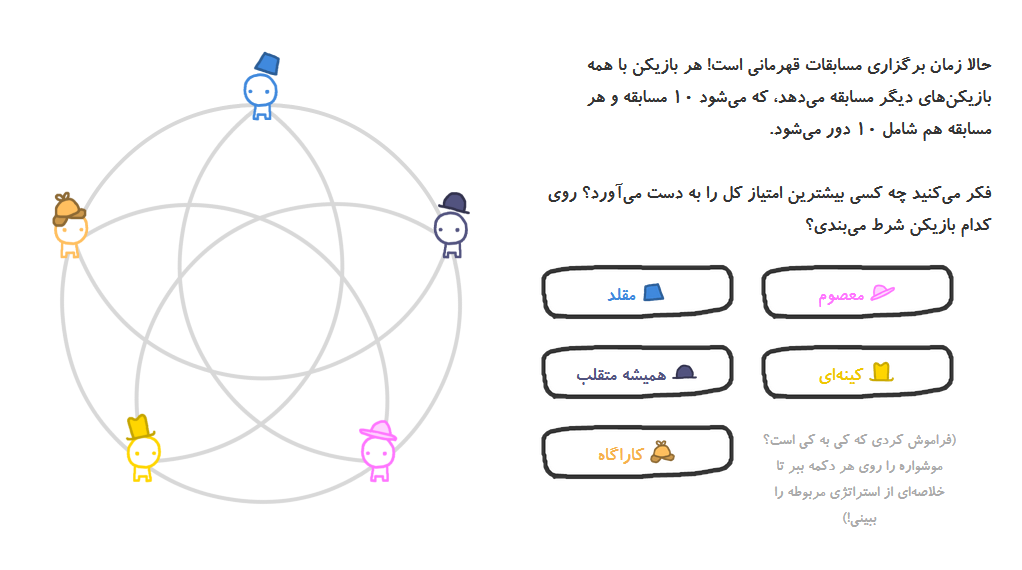 حالا زمان برگزاری مسابقات قهرمانی است! هر بازیکن با همه
بازیکن‌های دیگر مسابقه می‌دهد، که می‌شود ۱۰ مسابقه و هر
مسابقه هم شامل ۱۰ دور می‌شود.
فکر می‌کنید چه کسی بیشترین امتیاز کل را به دست می‌آورد؟ روی
کدام بازیکن شرط می‌بندی؟
معصوم
مقلد
کینه‌ای
همیشه متقلب
کاراگاه
(فراموش کردی که کی به کی است؟
موشواره را روی هر دکمه ببر تا
خلاصه‌ای از استراتژی مربوطه را
ببینی!)